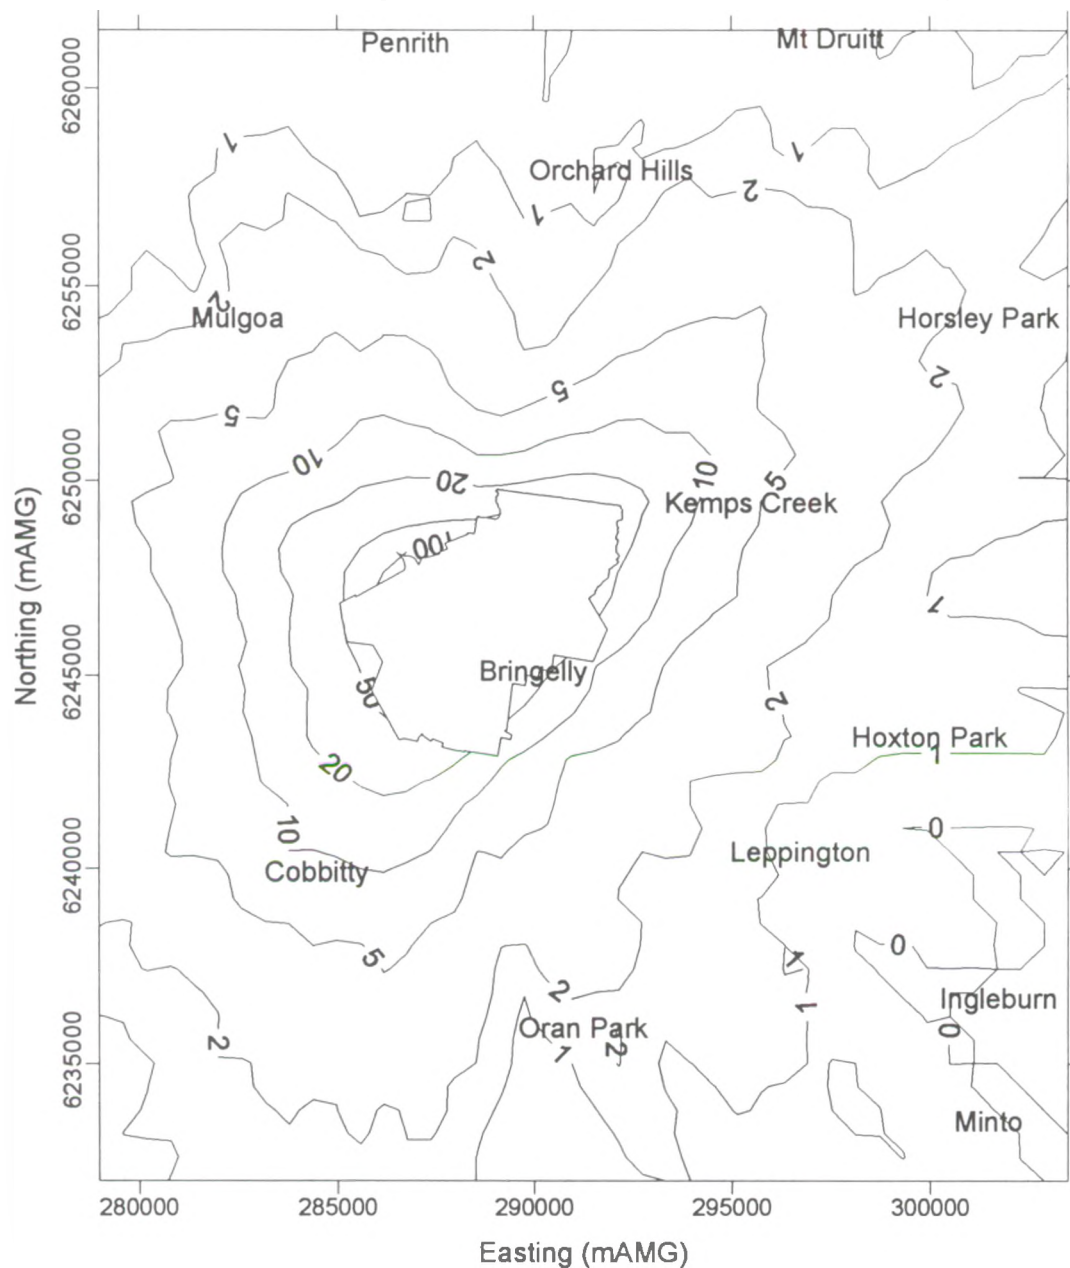 Penrith
Mt Druitt
6260000
1
1
Orchard Hills
2
1
2
6255000
2
Mulgoa
Horsley Park
2
5
5
10
10
5
20
6250000
Kemps Creek
Northing (mAMG)
1
Bringelly
6245000
50
2
Hoxton Park
1
20
10
0
Leppington
6240000
Cobbitty
0
5
1
2
Ingleburn
1
Oran Park
0
2
2
1
6235000
Minto
280000
285000
290000
295000
300000
Easting (mAMG)